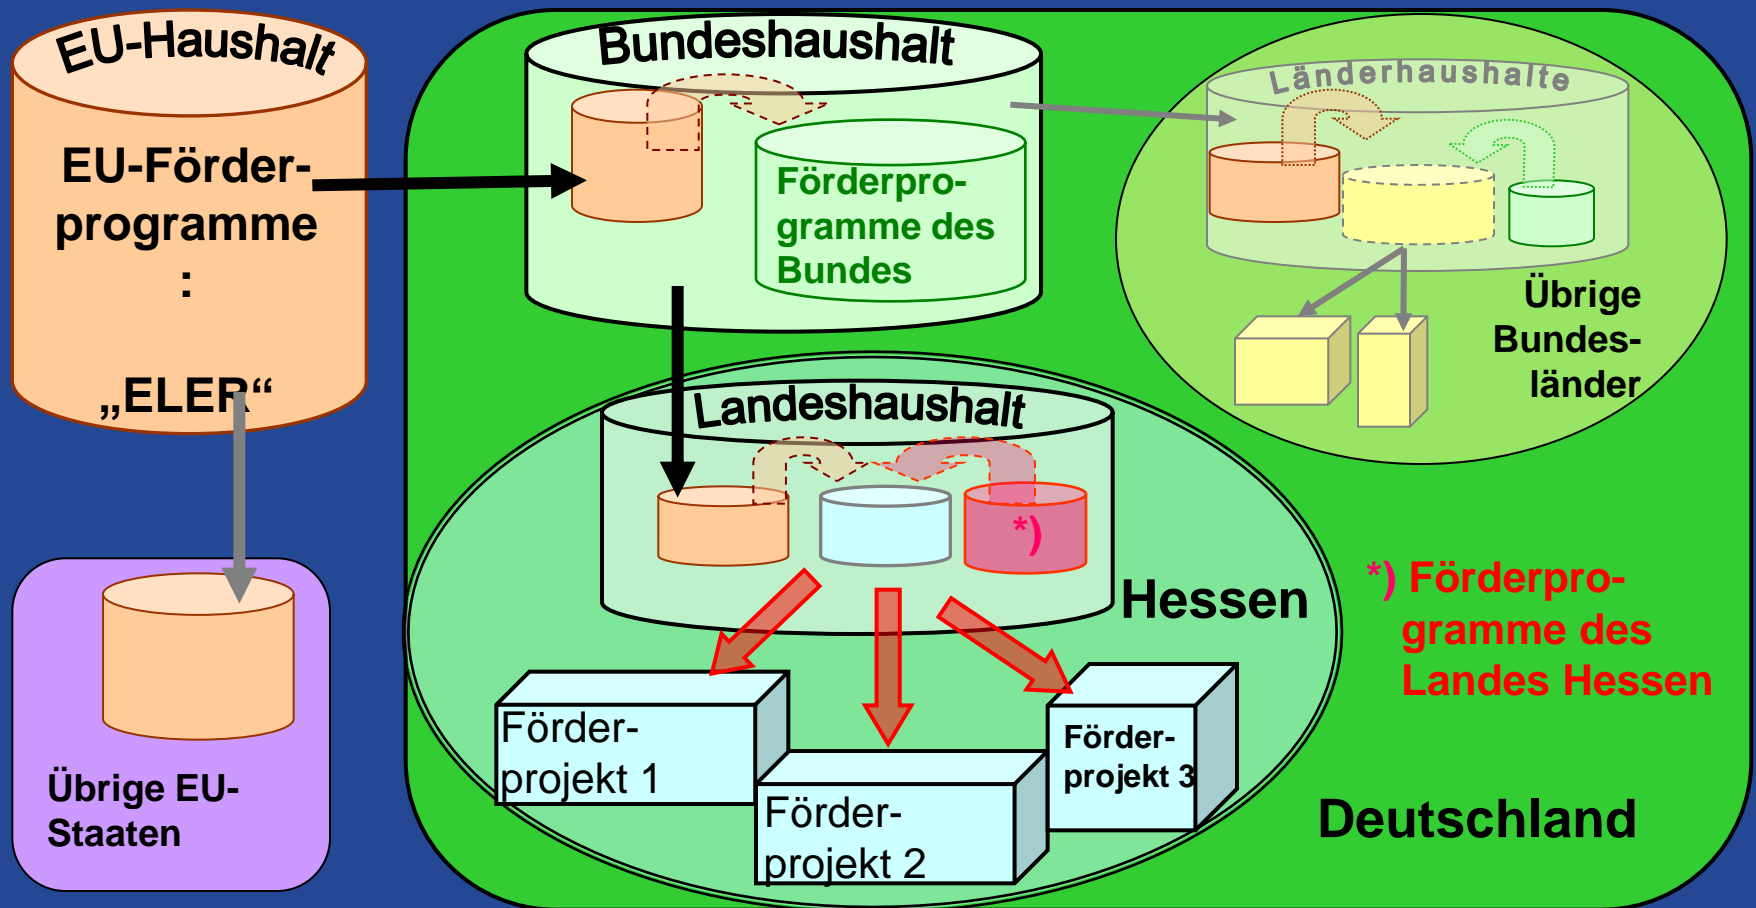 EU-Haushalt
EU-Förder-
programme
:
„ELER“
Übrige EU-
Staaten
Bundeshaushalt
Förderpro-
gramme des
Bundes
Länderhaushalte
Übrige
Bundes-
länder
Landeshaushalt
*)
Hessen
*) Förderpro-
gramme des
Landes Hessen
Förder-
projekt 1
Förder-
projekt 2
Förder-
projekt 3
Deutschland